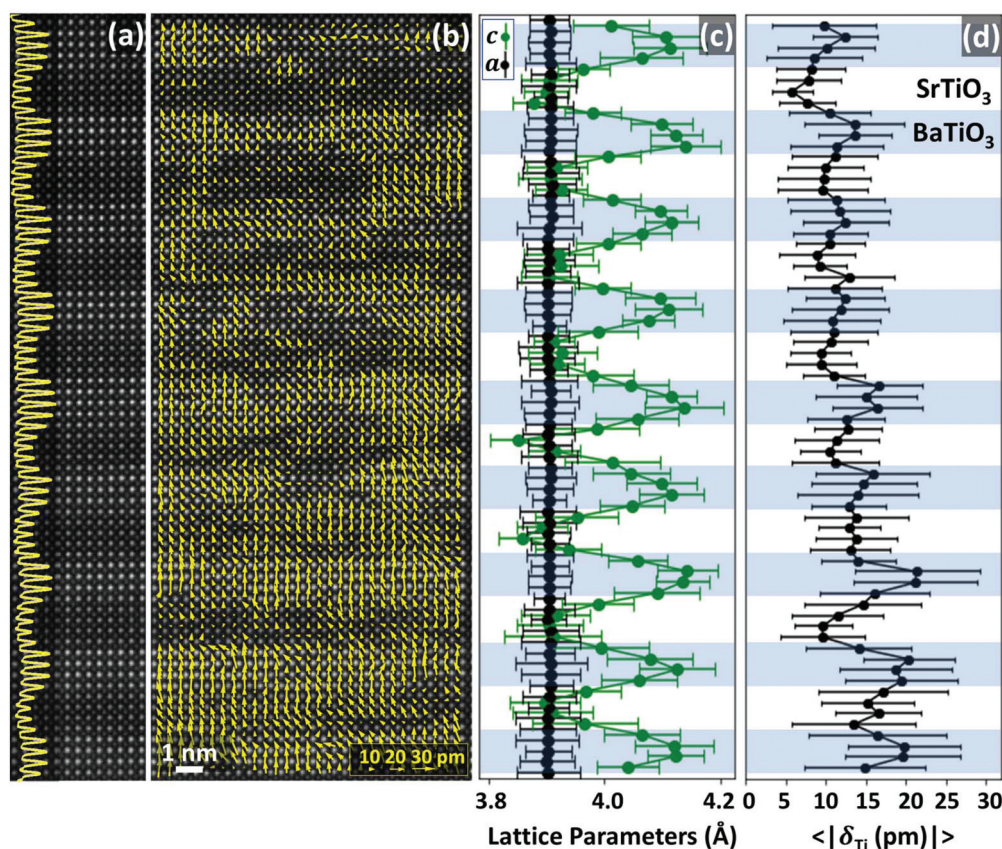 (a)
(b)
(c)
(d)
c
a
SrTiO₃
BaTiO₃
1 nm
10 20 30 pm
3.8 4.0 4.2
0 5 10 15 20 25 30
Lattice Parameters (Å)
<|δ_Ti (pm)|>